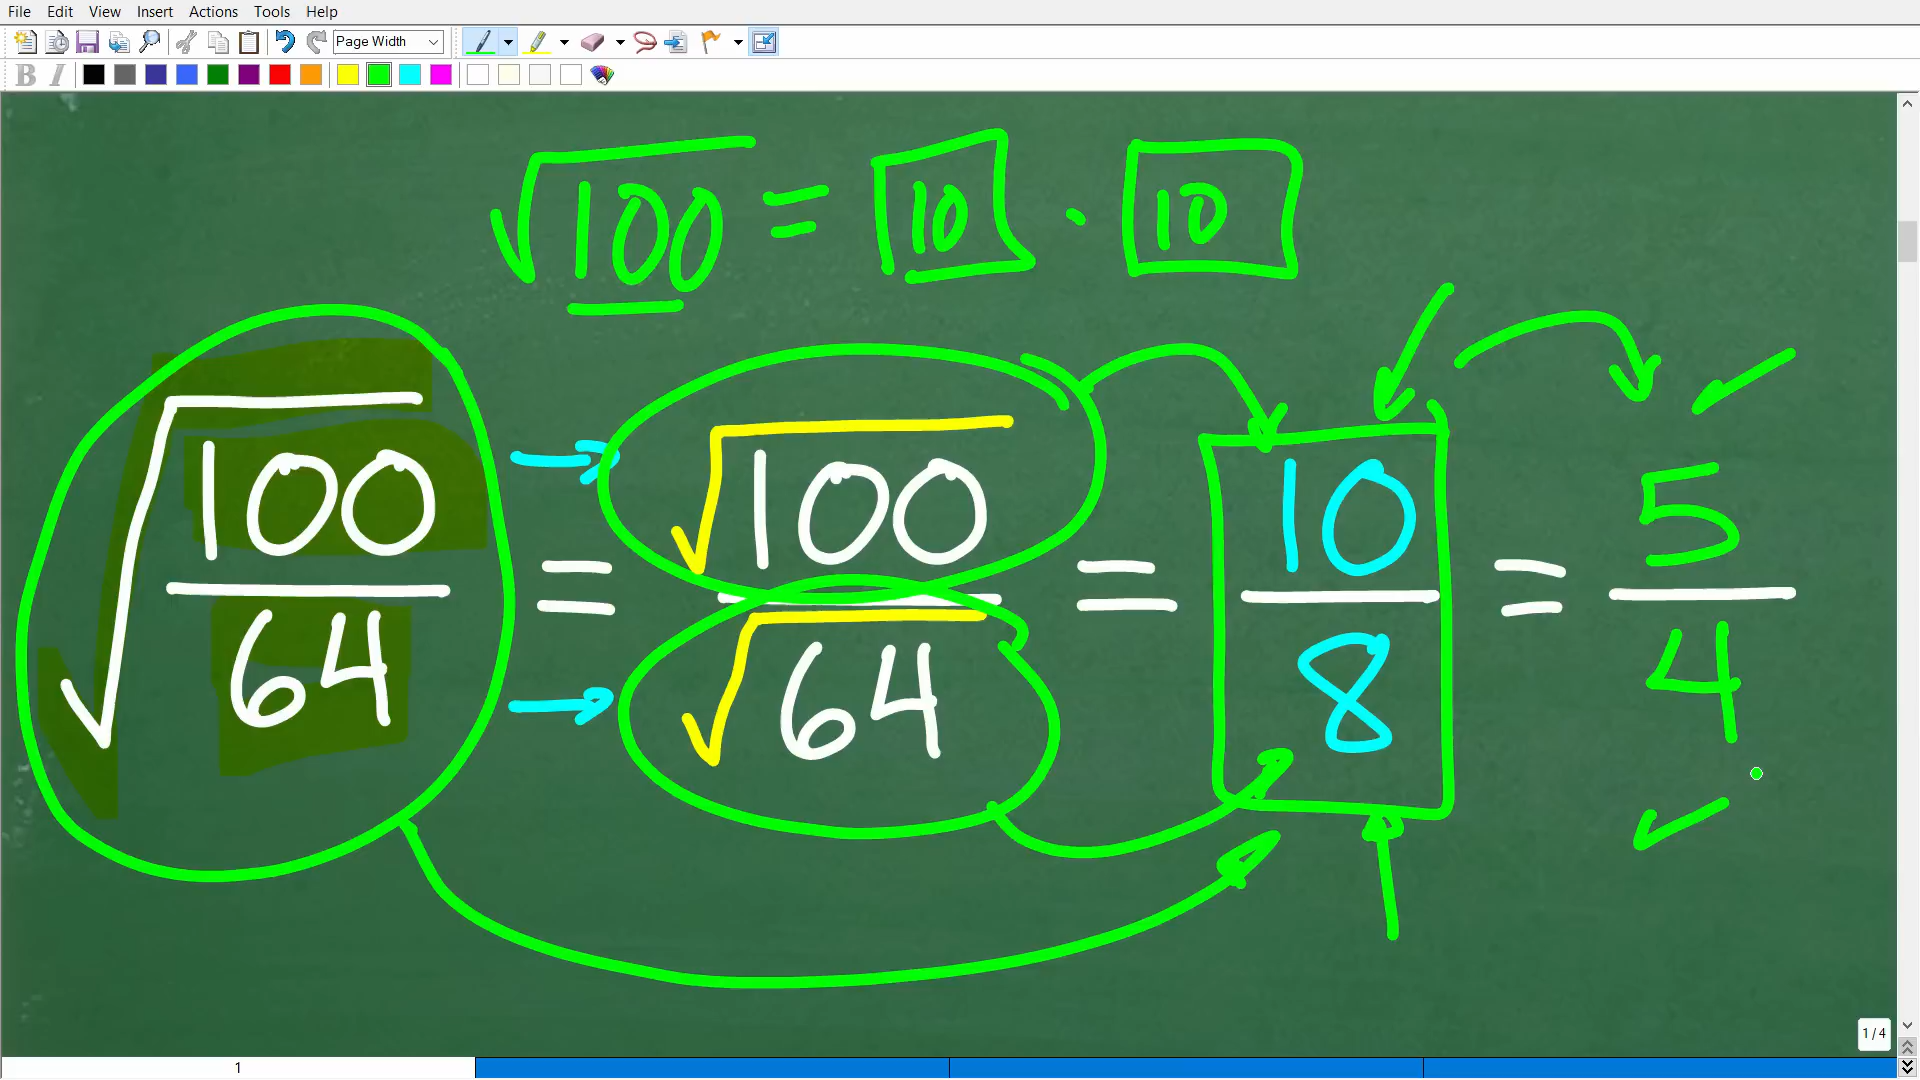 File Edit View Insert Actions Tools Help
Page Width
B I
√100 = 10 · 10
√(100/64) = √100/√64 = 10/8 = 5/4
1 / 4
1